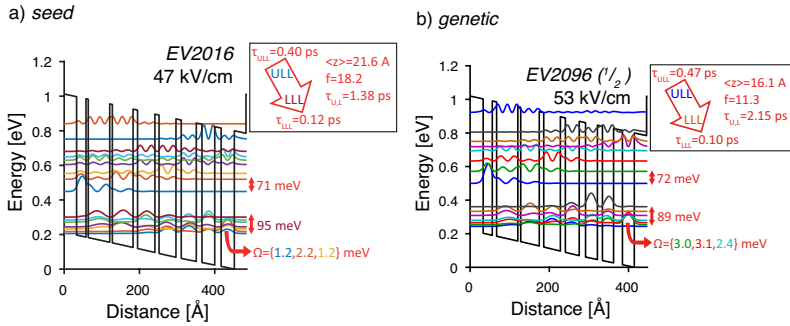 a) seed
EV2016
47 kV/cm
τULL=0.40 ps
ULL
LLL
τLLL=0.12 ps
<z>=21.6 A
f=18.2
τU,L=1.38 ps
Energy [eV]
1.2
1
0.8
0.6
0.4
0.2
0
71 meV
95 meV
Ω={1.2,2.2,1.2} meV
0
200
400
Distance [Å]
b) genetic
EV2096 (1/2)
53 kV/cm
τULL=0.47 ps
ULL
LLL
τLLL=0.10 ps
<z>=16.1 A
f=11.3
τU,L=2.15 ps
Energy [eV]
1.2
1
0.8
0.6
0.4
0.2
0
72 meV
89 meV
Ω={3.0,3.1,2.4} meV
0
200
400
Distance [Å]